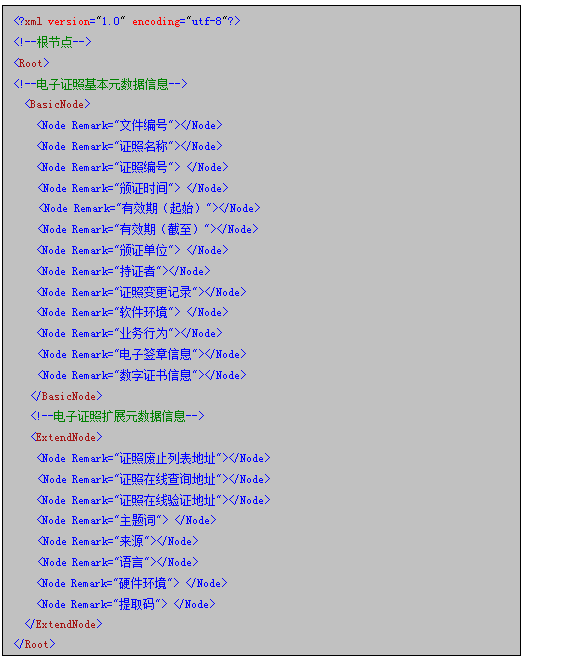 <?xml version="1.0" encoding="utf-8"?>
<!--根节点-->
<Root>
<!--电子证照基本元数据信息-->
<BasicNode>
<Node Remark="文件编号"></Node>
<Node Remark="证照名称"></Node>
<Node Remark="证照编号"> </Node>
<Node Remark="颁证时间"> </Node>
<Node Remark="有效期（起始）"></Node>
<Node Remark="有效期（截至）"></Node>
<Node Remark="颁证单位"> </Node>
<Node Remark="持证者"></Node>
<Node Remark="证照变更记录"></Node>
<Node Remark="软件环境"> </Node>
<Node Remark="业务行为"></Node>
<Node Remark="电子签章信息"></Node>
<Node Remark="数字证书信息"></Node>
</BasicNode>
<!--电子证照扩展元数据信息-->
<ExtendNode>
<Node Remark="证照废止列表地址"></Node>
<Node Remark="证照在线查询地址"></Node>
<Node Remark="证照在线验证地址"></Node>
<Node Remark="主题词"> </Node>
<Node Remark="来源"></Node>
<Node Remark="语言"></Node>
<Node Remark="硬件环境"> </Node>
<Node Remark="提取码"> </Node>
</ExtendNode>
</Root>